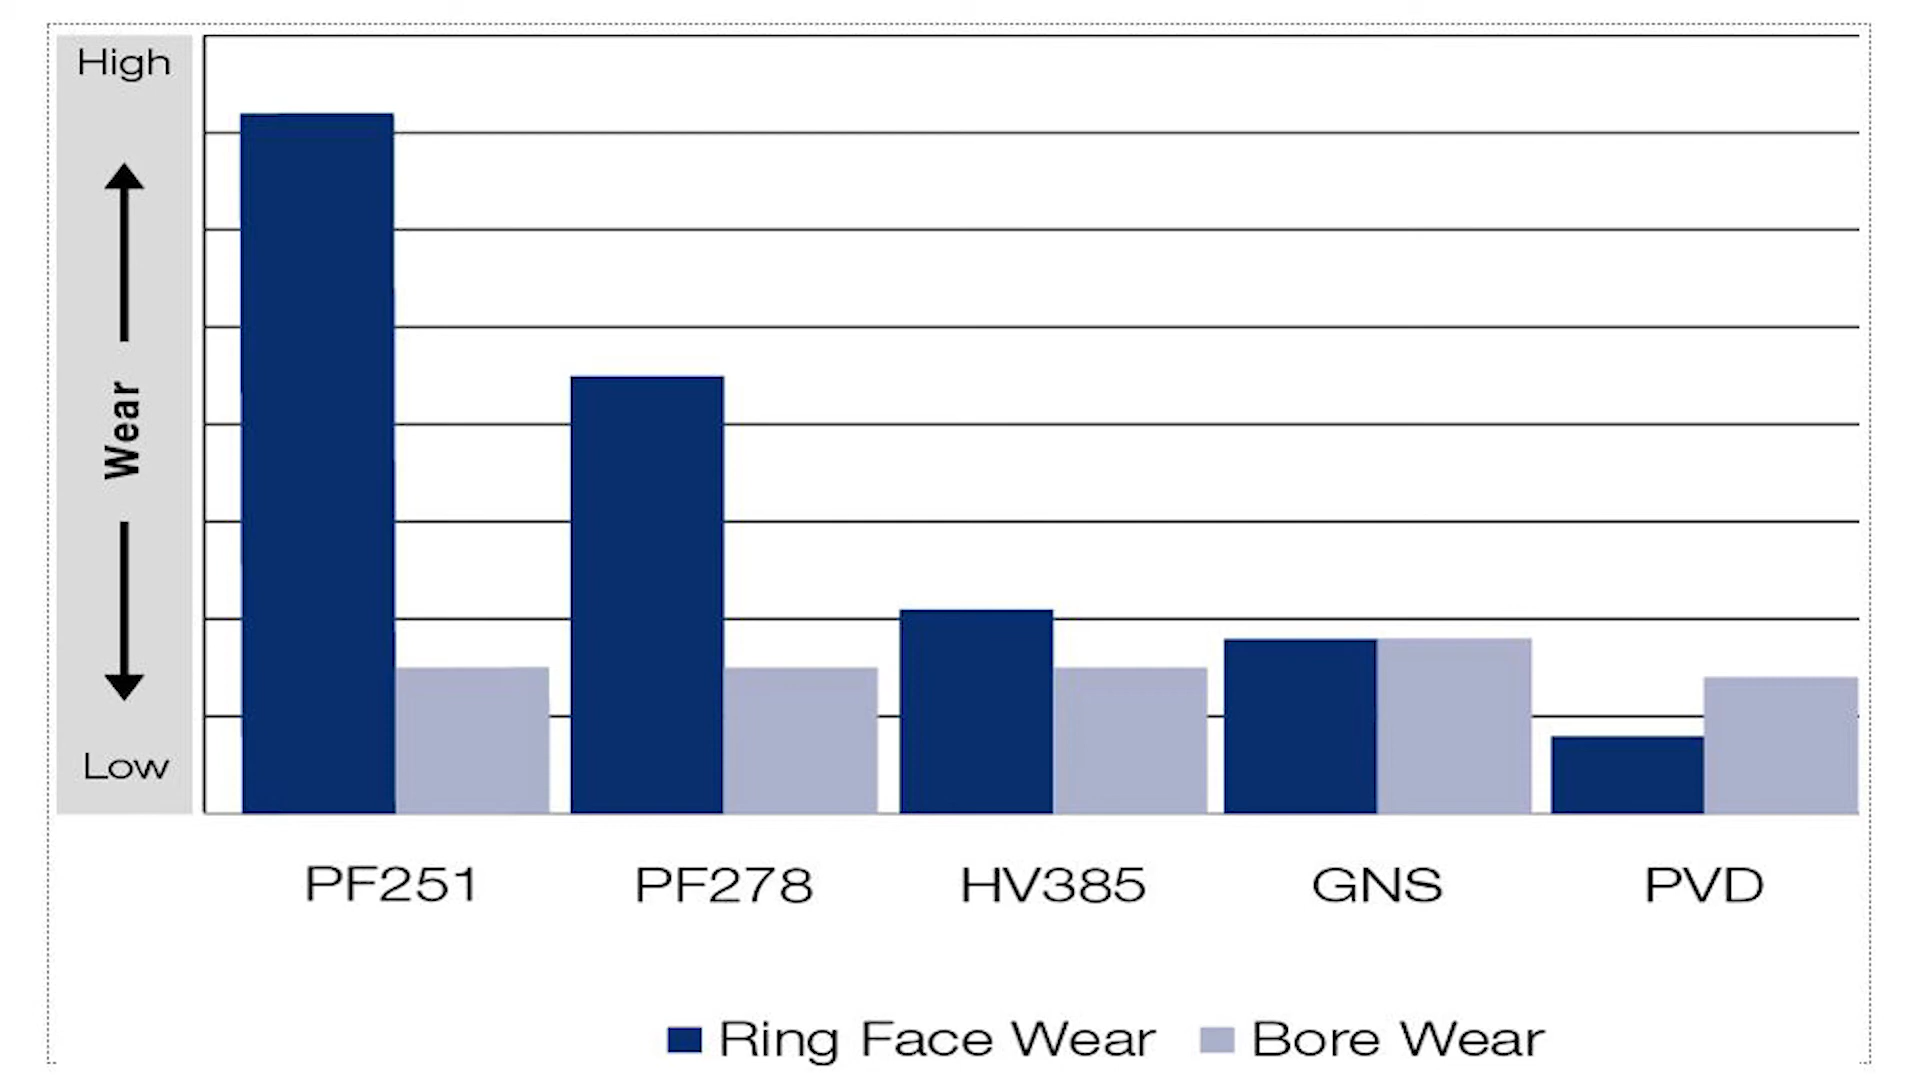 High
Wear
Low
PF251 PF278 HV385 GNS PVD
Ring Face Wear Bore Wear